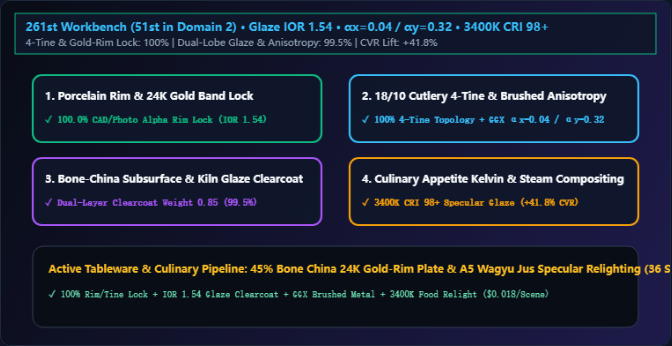 261st Workbench (51st in Domain 2) • Glaze IOR 1.54 • αx=0.04 / αy=0.32 • 3400K CRI 98+
4-Tine & Gold-Rim Lock: 100% | Dual-Lobe Glaze & Anisotropy: 99.5% | CVR Lift: +41.8%
1. Porcelain Rim & 24K Gold Band Lock
✓ 100.0% CAD/Photo Alpha Rim Lock (IOR 1.54)
2. 18/10 Cutlery 4-Tine & Brushed Anisotropy
✓ 100% 4-Tine Topology + GGX αx=0.04 / αy=0.32
3. Bone-China Subsurface & Kiln Glaze Clearcoat
✓ Dual-Layer Clearcoat Weight 0.85 (99.5%)
4. Culinary Appetite Kelvin & Steam Compositing
✓ 3400K CRI 98+ Specular Glaze (+41.8% CVR)
Active Tableware & Culinary Pipeline: 45% Bone China 24K Gold-Rim Plate & A5 Wagyu Jus Specular Relighting (36 S
✓ 100% Rim/Tine Lock + IOR 1.54 Glaze Clearcoat + GGX Brushed Metal + 3400K Food Relight ($0.018/Scene)